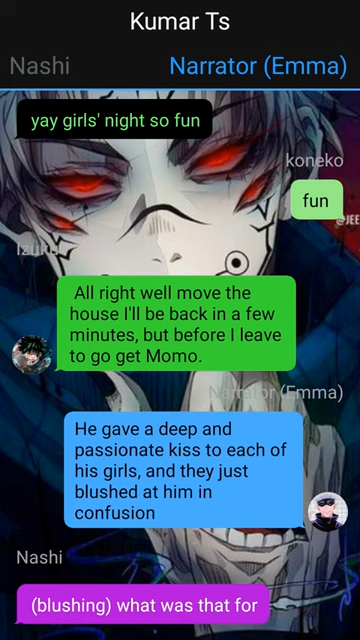 Kumar Ts
Nashi
Narrator (Emma)
yay girls' night so fun
koneko
fun
@JEE
Izuku
All right well move the
house I'll be back in a few
minutes, but before I leave
to go get Momo.
Narrator (Emma)
He gave a deep and
passionate kiss to each of
his girls, and they just
blushed at him in
confusion
Nashi
(blushing) what was that for